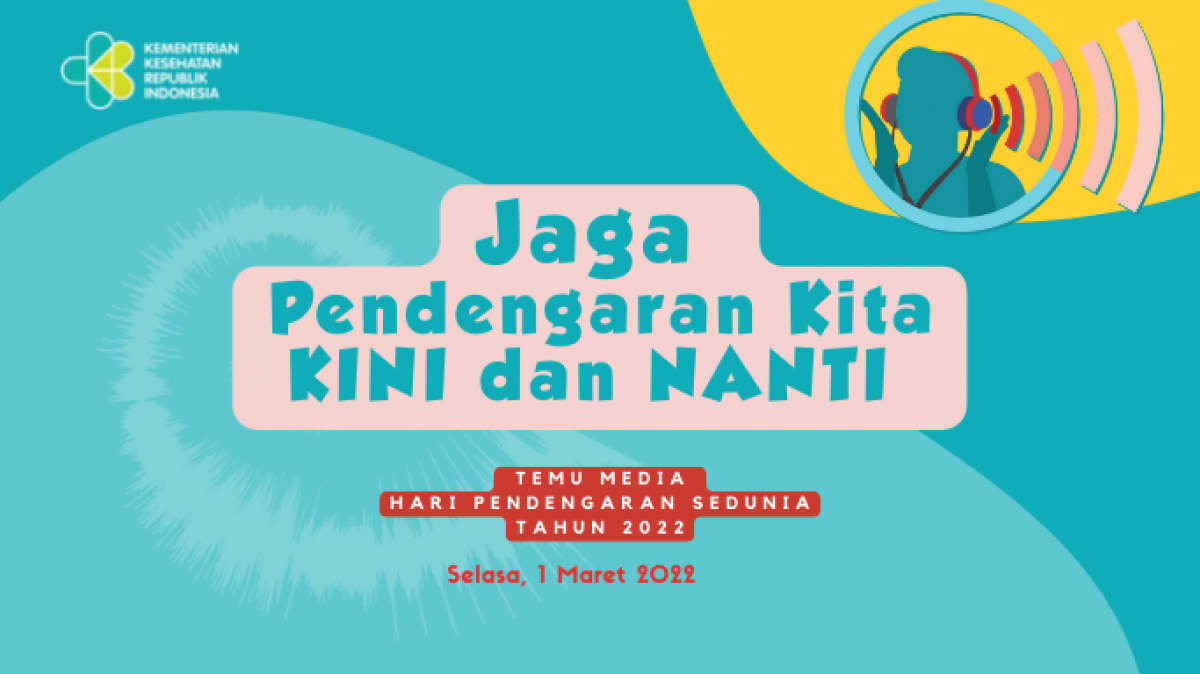 KEMENTERIAN
KESEHATAN
REPUBLIK
INDONESIA
Jaga
Pendengaran Kita
KINI dan NANTI
TEMU MEDIA
HARI PENDENGARAN SEDUNIA
TAHUN 2022
Selasa, 1 Maret 2022